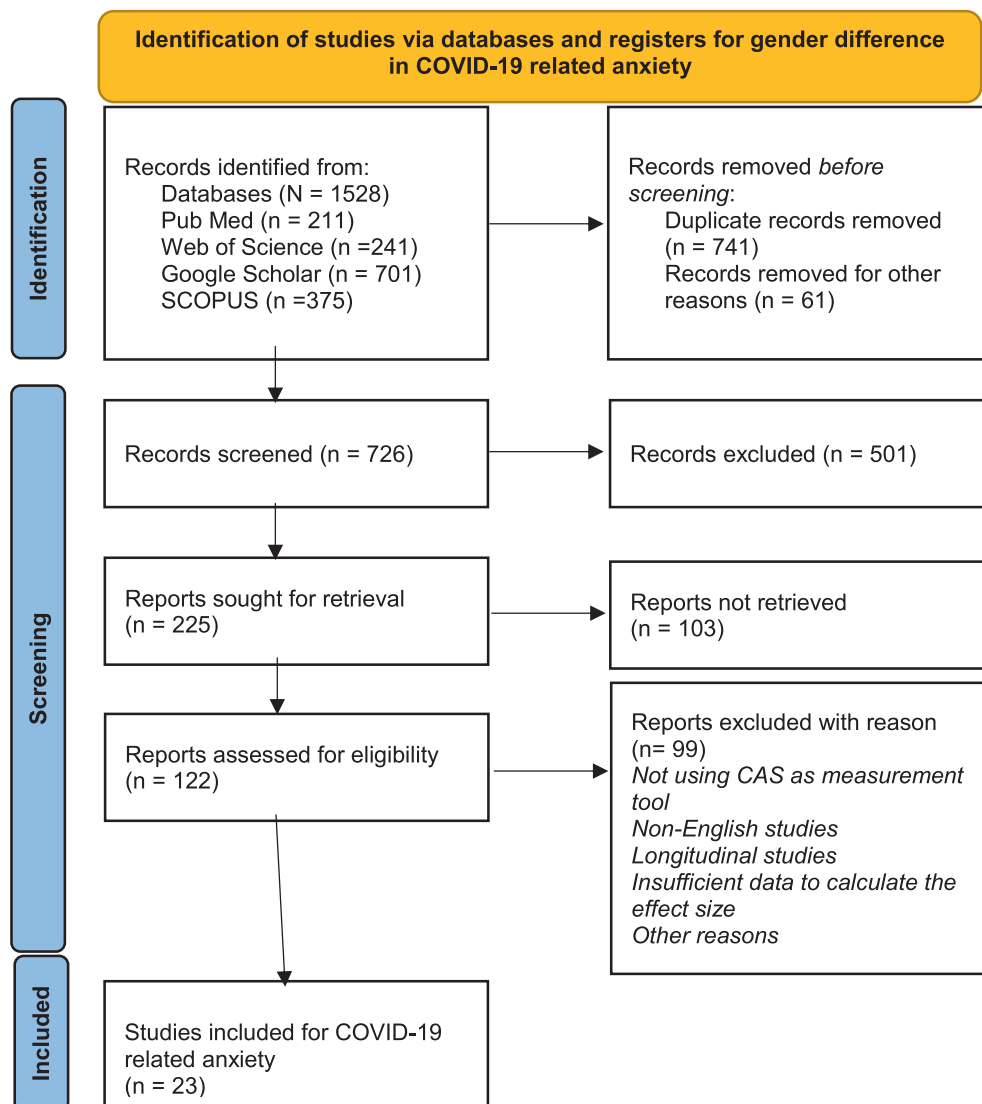 Identification of studies via databases and registers for gender difference
in COVID-19 related anxiety
Identification
Records identified from:
Databases (N = 1528)
Pub Med (n = 211)
Web of Science (n =241)
Google Scholar (n = 701)
SCOPUS (n =375)
Records removed before
screening:
Duplicate records removed
(n = 741)
Records removed for other
reasons (n = 61)
Screening
Records screened (n = 726)
Records excluded (n = 501)
Reports sought for retrieval
(n = 225)
Reports not retrieved
(n = 103)
Reports assessed for eligibility
(n = 122)
Reports excluded with reason
(n= 99)
Not using CAS as measurement
tool
Non-English studies
Longitudinal studies
Insufficient data to calculate the
effect size
Other reasons
Included
Studies included for COVID-19
related anxiety
(n = 23)